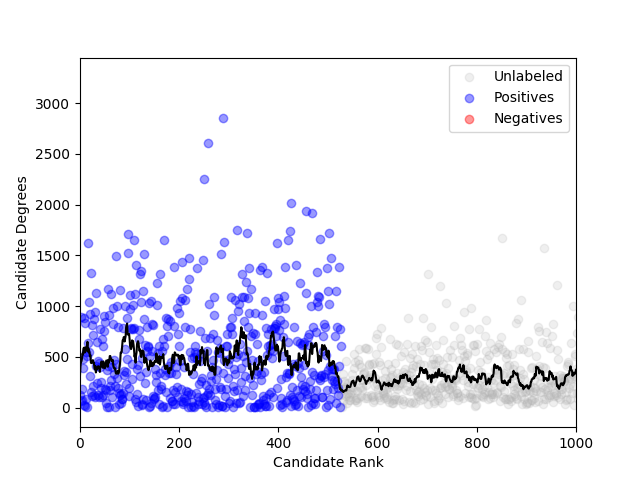 Unlabeled
Positives
Negatives
3000
2500
2000
1500
1000
500
0
Candidate Degrees
0 200 400 600 800 1000
Candidate Rank